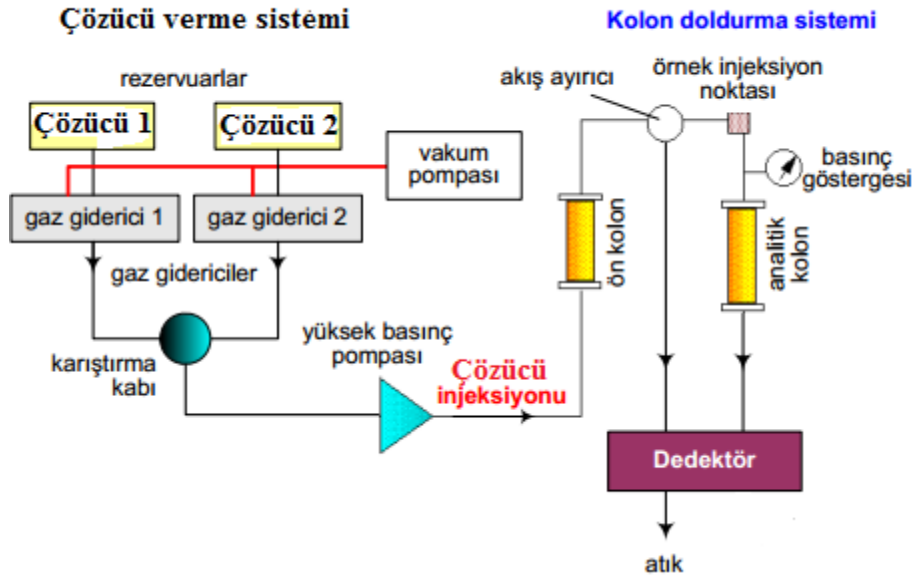 Çözücü verme sistemi
Kolon doldurma sistemi
rezervuarlar
Çözücü 1
Çözücü 2
vakum
pompası
gaz giderici 1
gaz giderici 2
gaz gidericiler
karıştırma
kabı
yüksek basınç
pompası
Çözücü
injeksiyonu
ön kolon
akış ayırıcı
örnek injeksiyon
noktası
basınç
göstergesi
analitik
kolon
Dedektör
atık